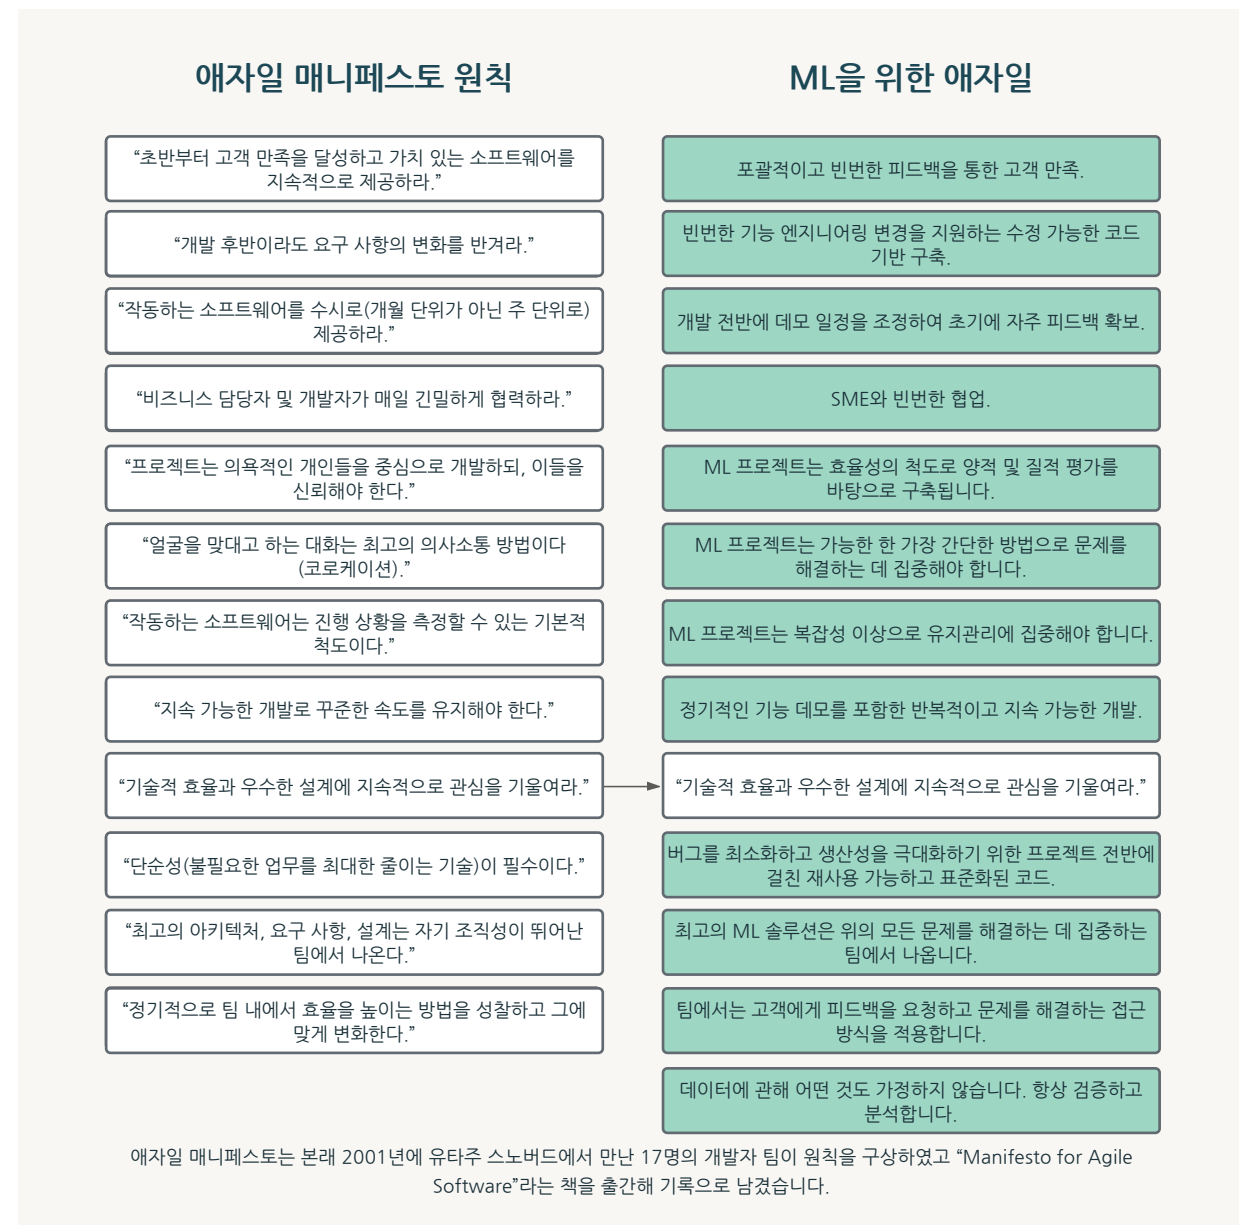 애자일 매니페스토 원칙
ML을 위한 애자일
“초반부터 고객 만족을 달성하고 가치 있는 소프트웨어를
지속적으로 제공하라.”
포괄적이고 빈번한 피드백을 통한 고객 만족.
“개발 후반이라도 요구 사항의 변화를 반겨라.”
빈번한 기능 엔지니어링 변경을 지원하는 수정 가능한 코드
기반 구축.
“작동하는 소프트웨어를 수시로(개월 단위가 아닌 주 단위로)
제공하라.”
개발 전반에 데모 일정을 조정하여 초기에 자주 피드백 확보.
“비즈니스 담당자 및 개발자가 매일 긴밀하게 협력하라.”
SME와 빈번한 협업.
“프로젝트는 의욕적인 개인들을 중심으로 개발하되, 이들을
신뢰해야 한다.”
ML 프로젝트는 효율성의 척도로 양적 및 질적 평가를
바탕으로 구축됩니다.
“얼굴을 맞대고 하는 대화는 최고의 의사소통 방법이다
(코로케이션).”
ML 프로젝트는 가능한 한 가장 간단한 방법으로 문제를
해결하는 데 집중해야 합니다.
“작동하는 소프트웨어는 진행 상황을 측정할 수 있는 기본적
척도이다.”
ML 프로젝트는 복잡성 이상으로 유지관리에 집중해야 합니다.
“지속 가능한 개발로 꾸준한 속도를 유지해야 한다.”
정기적인 기능 데모를 포함한 반복적이고 지속 가능한 개발.
“기술적 효율과 우수한 설계에 지속적으로 관심을 기울여라.”
“기술적 효율과 우수한 설계에 지속적으로 관심을 기울여라.”
“단순성(불필요한 업무를 최대한 줄이는 기술)이 필수이다.”
버그를 최소화하고 생산성을 극대화하기 위한 프로젝트 전반에
걸친 재사용 가능하고 표준화된 코드.
“최고의 아키텍처, 요구 사항, 설계는 자기 조직성이 뛰어난
팀에서 나온다.”
최고의 ML 솔루션은 위의 모든 문제를 해결하는 데 집중하는
팀에서 나옵니다.
“정기적으로 팀 내에서 효율을 높이는 방법을 성찰하고 그에
맞게 변화한다.”
팀에서는 고객에게 피드백을 요청하고 문제를 해결하는 접근
방식을 적용합니다.
데이터에 관해 어떤 것도 가정하지 않습니다. 항상 검증하고
분석합니다.
애자일 매니페스토는 본래 2001년에 유타주 스노버드에서 만난 17명의 개발자 팀이 원칙을 구상하였고 “Manifesto for Agile
Software”라는 책을 출간해 기록으로 남겼습니다.